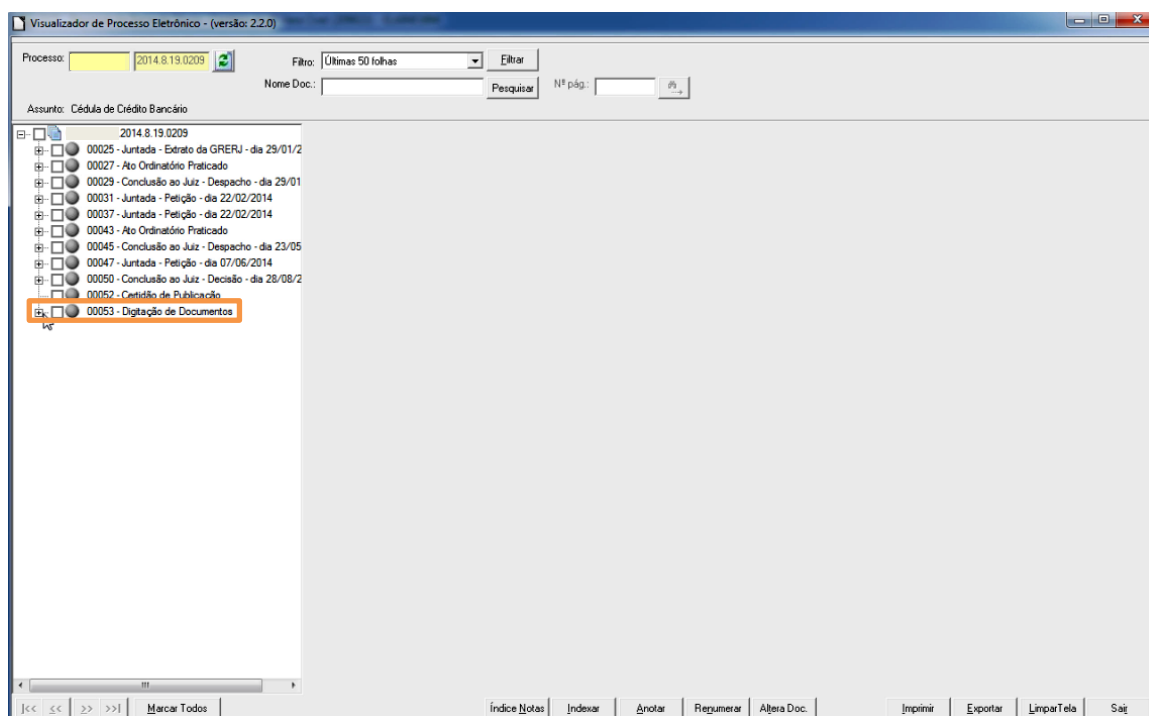 Visualizador de Processo Eletrônico - (versão: 2.2.0)
Processo: 2014.8.19.0209 Filtro: Últimas 50 folhas Filtrar
Nome Doc.: Pesquisar Nº pág.:
Assunto: Cédula de Crédito Bancário
2014.8.19.0209
00025 - Juntada - Extrato da GRERJ - dia 29/01/2
00027 - Ato Ordinatório Praticado
00029 - Conclusão ao Juiz - Despacho - dia 29/01
00031 - Juntada - Petição - dia 22/02/2014
00037 - Juntada - Petição - dia 22/02/2014
00043 - Ato Ordinatório Praticado
00045 - Conclusão ao Juiz - Despacho - dia 23/05
00047 - Juntada - Petição - dia 07/06/2014
00050 - Conclusão ao Juiz - Decisão - dia 28/08/2
00052 - Certidão de Publicação
00053 - Digitação de Documentos
|<< << >> >>| Marcar Todos Índice Notas Indexar Anotar Renumerar Altera Doc. Imprimir Exportar LimparTela Sair